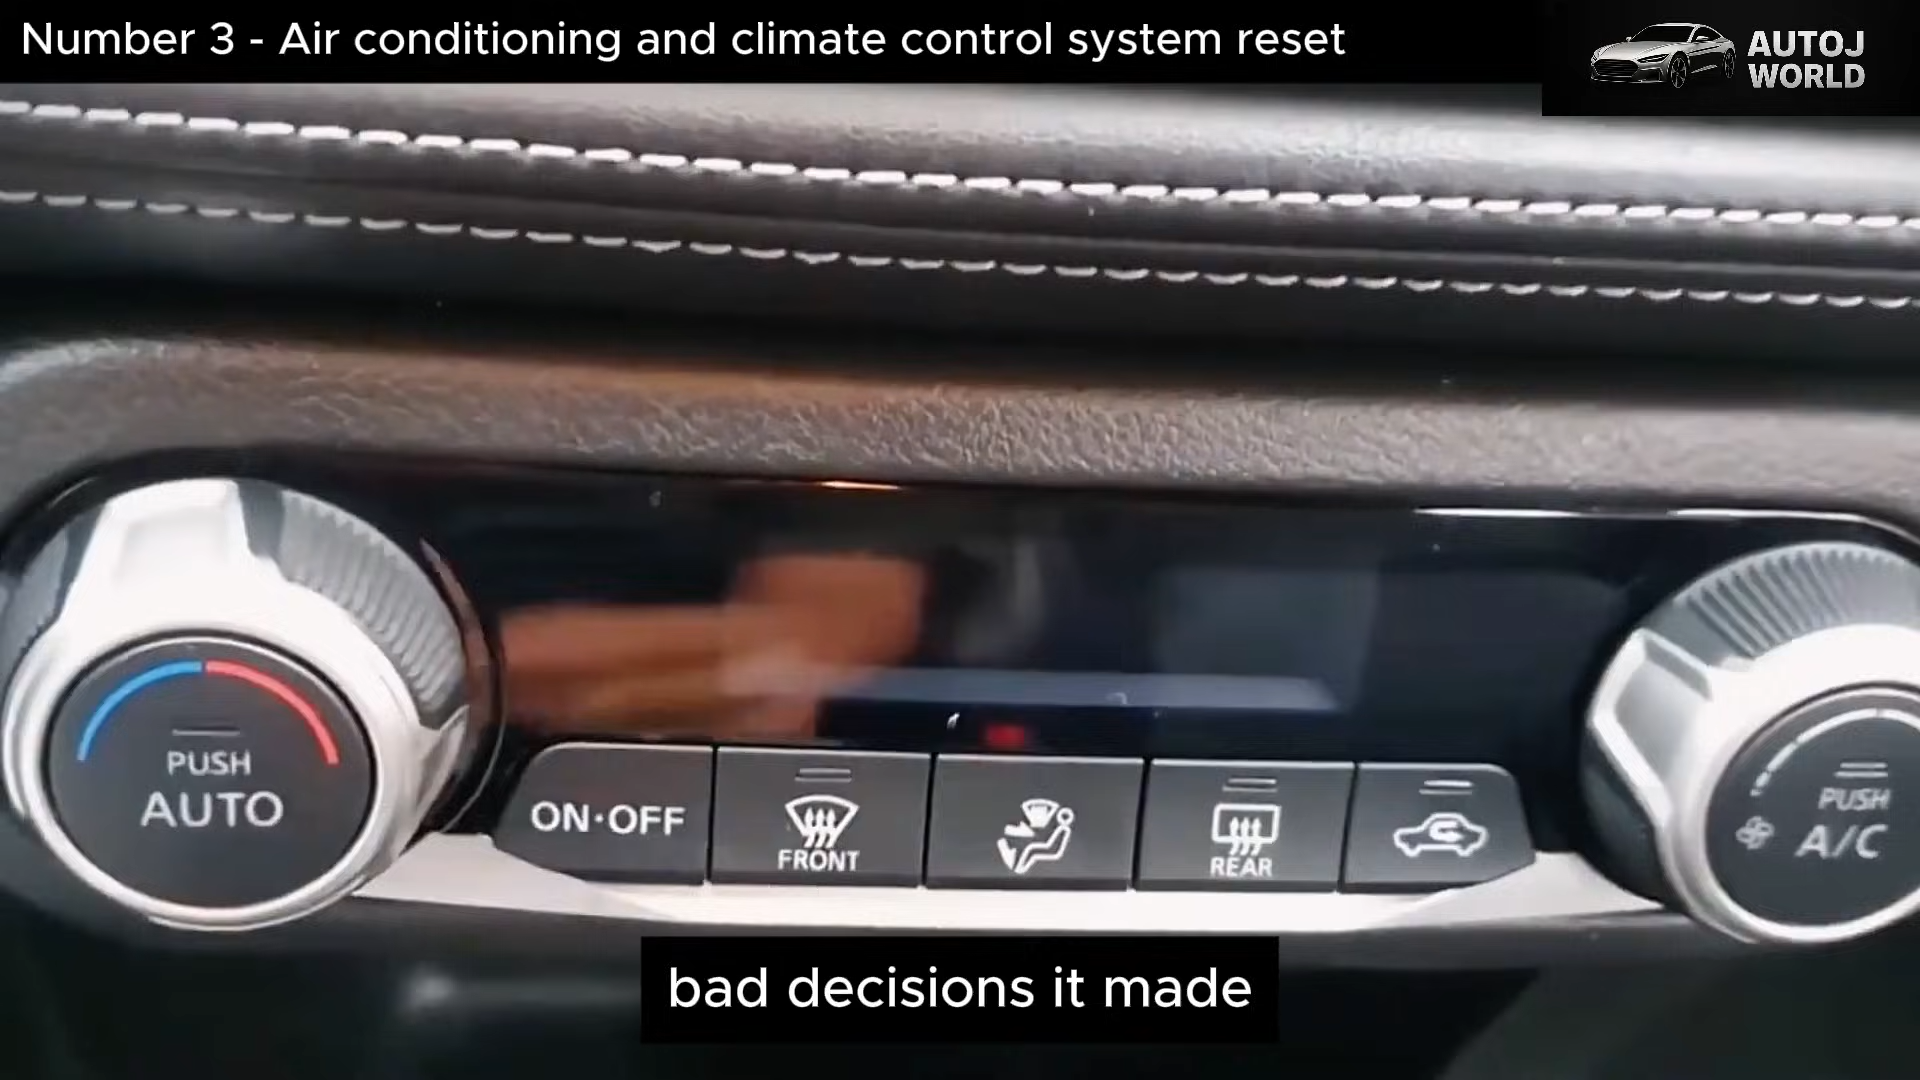 Number 3 - Air conditioning and climate control system reset
AUTOJ
WORLD
PUSH
AUTO
ON·OFF
FRONT
REAR
PUSH
A/C
bad decisions it made